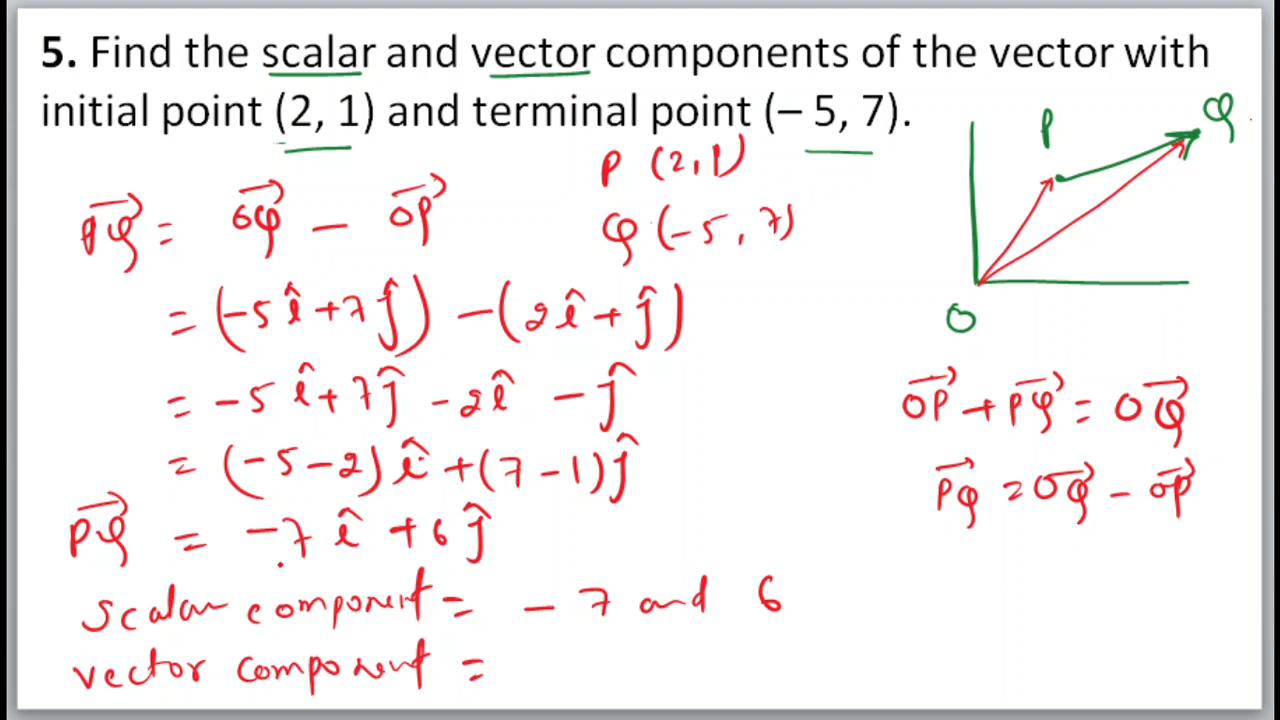 5. Find the scalar and vector components of the vector with
initial point (2, 1) and terminal point (– 5, 7).
P (2, 1)
Q (-5, 7)
P
Q
O
PQ⃗ = OQ⃗ - OP⃗
= (-5î + 7ĵ) - (2î + ĵ)
= -5î + 7ĵ - 2î - ĵ
= (-5-2)î + (7-1)ĵ
PQ⃗ = -7î + 6ĵ
scalar component = - 7 and 6
vector component =
OP⃗ + PQ⃗ = OQ⃗
PQ⃗ = OQ⃗ - OP⃗